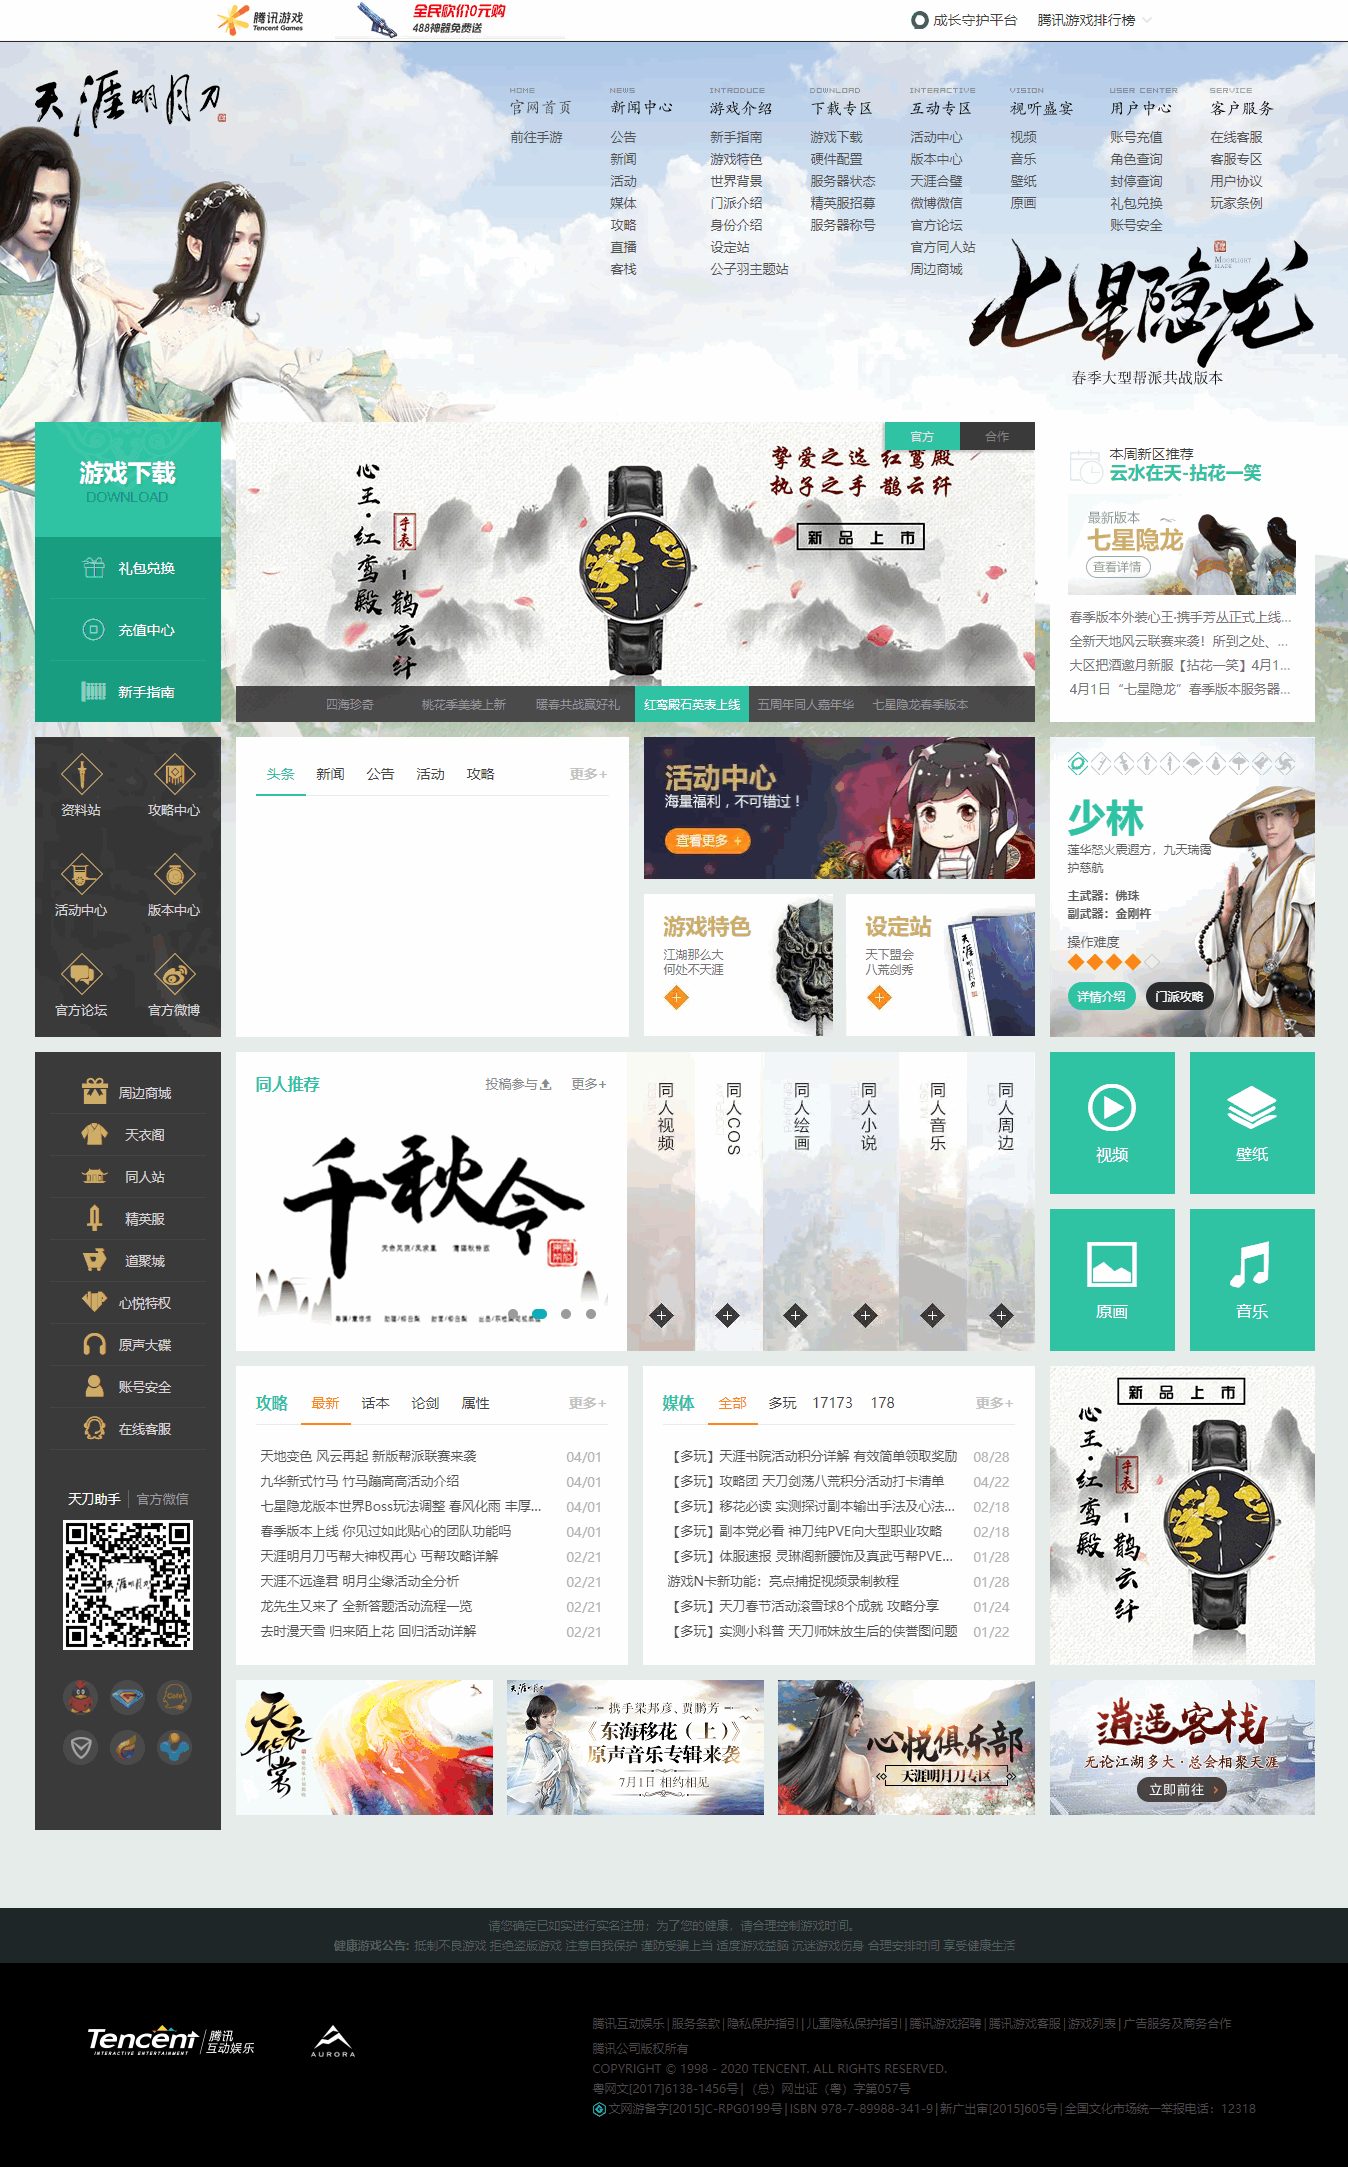 腾讯游戏
Tencent Games
全民砍价0元购
488神器免费送
成长守护平台
腾讯游戏排行榜
天涯明月刀
HOME
官网首页
前往手游
NEWS
新闻中心
公告
新闻
活动
媒体
攻略
直播
客栈
INTRODUCE
游戏介绍
新手指南
游戏特色
世界背景
门派介绍
身份介绍
设定站
公子羽主题站
DOWNLOAD
下载专区
游戏下载
硬件配置
服务器状态
精英服招募
服务器称号
INTERACTIVE
互动专区
活动中心
版本中心
天涯合璧
微博微信
官方论坛
官方同人站
周边商城
VISION
视听盛宴
视频
音乐
壁纸
原画
USER CENTER
用户中心
账号充值
角色查询
封停查询
礼包兑换
账号安全
SERVICE
客户服务
在线客服
客服专区
用户协议
玩家条例
MOONLIGHT
BLADE
七星隐龙
春季大型帮派共战版本
游戏下载
DOWNLOAD
礼包兑换
充值中心
新手指南
官方
合作
心王·红鸾殿
手表
-鹊云纤
挚爱之选 红鸾殿
执子之手 鹊云纤
新品上市
四海珍奇
桃花季美装上新
暖春共战赢好礼
红鸾殿石英表上线
五周年同人嘉年华
七星隐龙春季版本
本周新区推荐
云水在天-拈花一笑
最新版本
七星隐龙
查看详情
春季版本外装心王·携手芳丛正式上线...
全新天地风云联赛来袭！所到之处、...
大区把酒邀月新服【拈花一笑】4月1...
4月1日“七星隐龙”春季版本服务器...
资料站
攻略中心
活动中心
版本中心
官方论坛
官方微博
头条
新闻
公告
活动
攻略
更多+
活动中心
海量福利，不可错过！
查看更多 +
游戏特色
江湖那么大
何处不天涯
设定站
天下盟会
八荒剑秀
天涯明月刀
少林
莲华怒火震遐方，九天瑞霭
护慈航
主武器：佛珠
副武器：金刚杵
操作难度
详情介绍
门派攻略
周边商城
天衣阁
同人站
精英服
道聚城
心悦特权
原声大碟
账号安全
在线客服
天刀助手
官方微信
天涯明月刀
同人推荐
投稿参与
更多+
千秋令
同人视频
同人COS
同人绘画
同人小说
同人音乐
同人周边
视频
壁纸
原画
音乐
攻略
最新
话本
论剑
属性
更多+
天地变色 风云再起 新版帮派联赛来袭 04/01
九华新式竹马 竹马蹦高高活动介绍 04/01
七星隐龙版本世界Boss玩法调整 春风化雨 丰厚... 04/01
春季版本上线 你见过如此贴心的团队功能吗 04/01
天涯明月刀丐帮大神权再心 丐帮攻略详解 02/21
天涯不远逢君 明月尘缘活动全分析 02/21
龙先生又来了 全新答题活动流程一览 02/21
去时漫天雪 归来陌上花 回归活动详解 02/21
媒体
全部
多玩
17173
178
更多+
【多玩】天涯书院活动积分详解 有效简单领取奖励 08/28
【多玩】攻略团 天刀剑荡八荒积分活动打卡清单 04/22
【多玩】移花必读 实测探讨副本输出手法及心法... 02/18
【多玩】副本党必看 神刀纯PVE向大型职业攻略 02/18
【多玩】体服速报 灵琳阁新腰饰及真武丐帮PVE... 01/28
游戏N卡新功能：亮点捕捉视频录制教程 01/28
【多玩】天刀春节活动滚雪球8个成就 攻略分享 01/24
【多玩】实测小科普 天刀师妹放生后的侠誉图问题 01/22
新品上市
心王·红鸾殿
手表
-鹊云纤
天衣华裳
天涯明月刀
携手梁邦彦、贾鹏芳
《东海移花（上）》
原声音乐专辑来袭
7月1日 相约相见
心悦俱乐部
天涯明月刀专区
逍遥客栈
无论江湖多大·总会相聚天涯
立即前往
请您确定已如实进行实名注册；为了您的健康，请合理控制游戏时间。
健康游戏公告：抵制不良游戏 拒绝盗版游戏 注意自我保护 谨防受骗上当 适度游戏益脑 沉迷游戏伤身 合理安排时间 享受健康生活
Tencent 腾讯互动娱乐
INTERACTIVE ENTERTAINMENT
AURORA
腾讯互动娱乐|服务条款|隐私保护指引|儿童隐私保护指引|腾讯游戏招聘|腾讯游戏客服|游戏列表|广告服务及商务合作
腾讯公司版权所有
COPYRIGHT © 1998 - 2020 TENCENT. ALL RIGHTS RESERVED.
粤网文[2017]6138-1456号|（总）网出证（粤）字第057号
文网游备字[2015]C-RPG0199号|ISBN 978-7-89988-341-9|新广出审[2015]605号|全国文化市场统一举报电话：12318